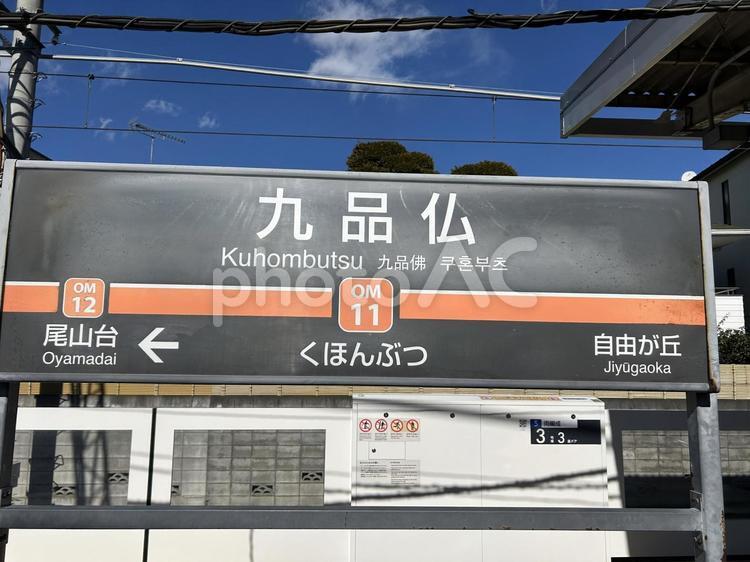 九品仏
Kuhombutsu 九品佛 쿠혼부츠
OM 12
OM 11
尾山台
Oyamadai
くほんぶつ
自由が丘
Jiyūgaoka
photoAC
3 3